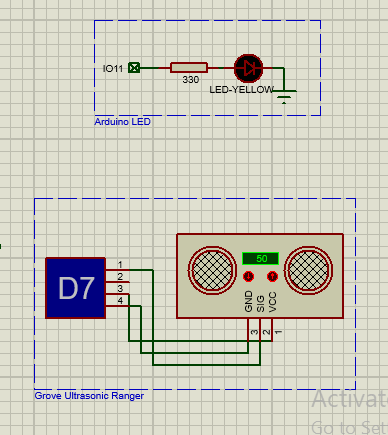 IO11
330
LED-YELLOW
Arduino LED
D7
1
2
3
4
50
GND
SIG
VCC
3
2
1
Grove Ultrasonic Ranger
Activat
Go to Set